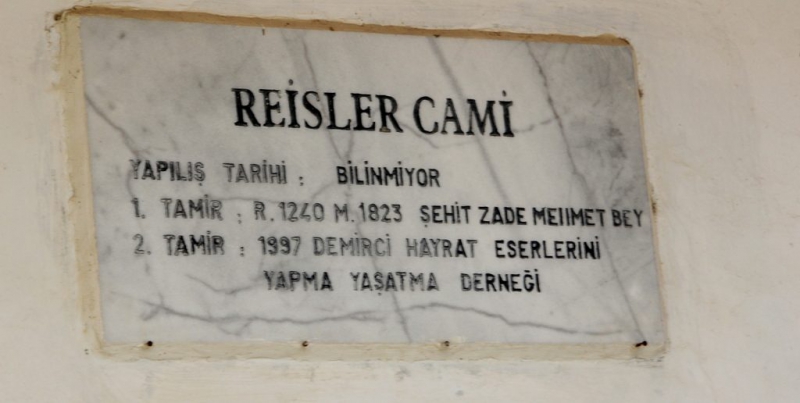 REİSLER CAMİ
YAPILIŞ TARİHİ : BİLİNMİYOR
1. TAMİR : R.1240 M.1823 ŞEHİT ZADE MEHMET BEY
2. TAMİR : 1997 DEMİRCİ HAYRAT ESERLERİNİ
YAPMA YAŞATMA DERNEĞİ